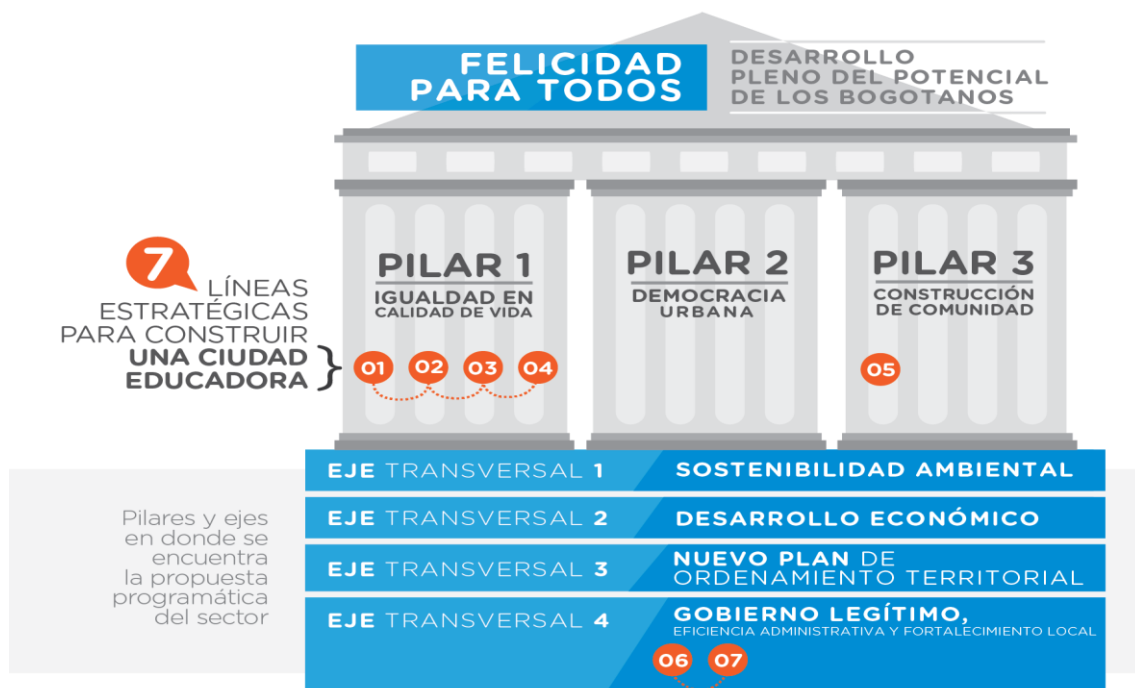 FELICIDAD
PARA TODOS
DESARROLLO
PLENO DEL POTENCIAL
DE LOS BOGOTANOS
7
LÍNEAS
ESTRATÉGICAS
PARA CONSTRUIR
UNA CIUDAD
EDUCADORA
PILAR 1
IGUALDAD EN
CALIDAD DE VIDA
01 02 03 04
PILAR 2
DEMOCRACIA
URBANA
PILAR 3
CONSTRUCCIÓN
DE COMUNIDAD
05
Pilares y ejes
en donde se
encuentra
la propuesta
programática
del sector
EJE TRANSVERSAL 1 SOSTENIBILIDAD AMBIENTAL
EJE TRANSVERSAL 2 DESARROLLO ECONÓMICO
EJE TRANSVERSAL 3 NUEVO PLAN DE
ORDENAMIENTO TERRITORIAL
EJE TRANSVERSAL 4 GOBIERNO LEGÍTIMO,
EFICIENCIA ADMINISTRATIVA Y FORTALECIMIENTO LOCAL
06 07